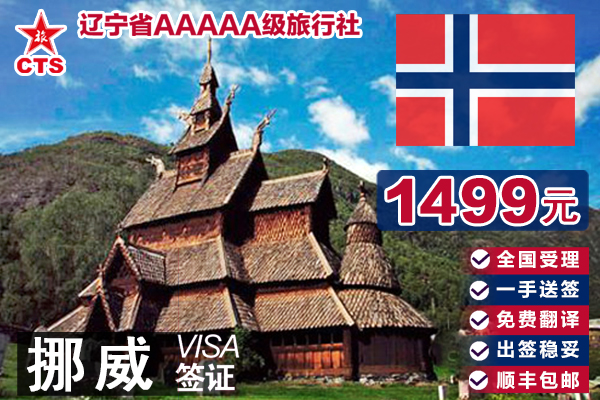 旅
CTS
辽宁省AAAAA级旅行社
1499元
全国受理
一手送签
免费翻译
出签稳妥
顺丰包邮
挪威
VISA
签证